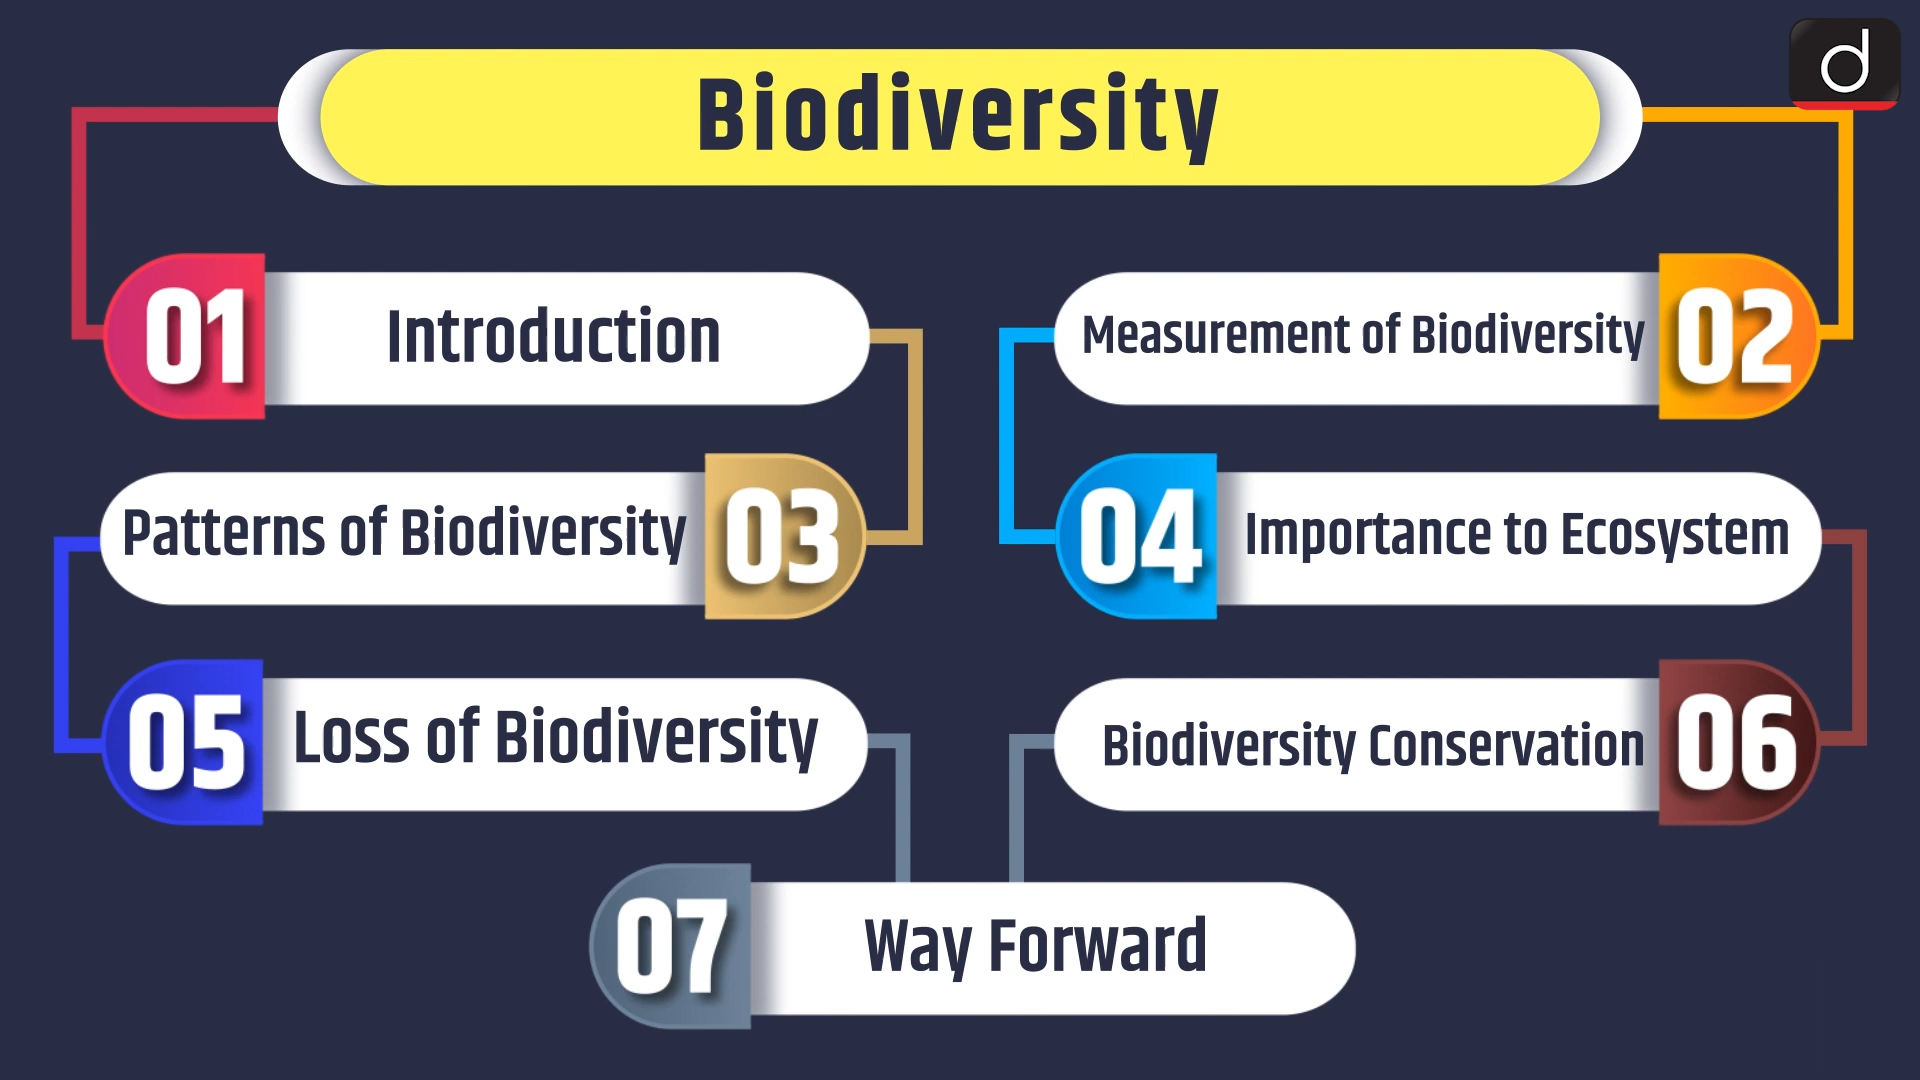 Biodiversity
d
01 Introduction
Measurement of Biodiversity 02
Patterns of Biodiversity 03
04 Importance to Ecosystem
05 Loss of Biodiversity
Biodiversity Conservation 06
07 Way Forward